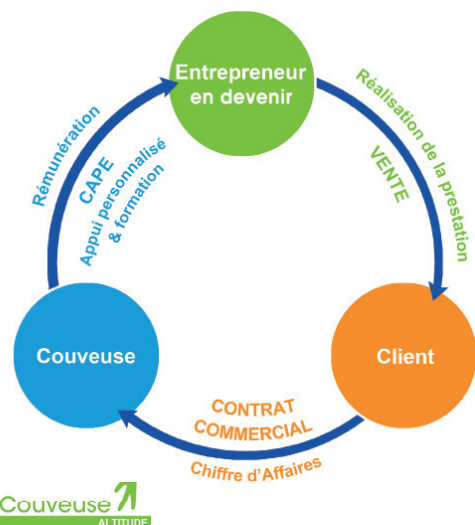 Entrepreneur
en devenir
Rémunération
CAPE
Appui personnalisé
& formation
Réalisation de la prestation
VENTE
Couveuse
Client
CONTRAT
COMMERCIAL
Chiffre d'Affaires
Couveuse
ALTITUDE